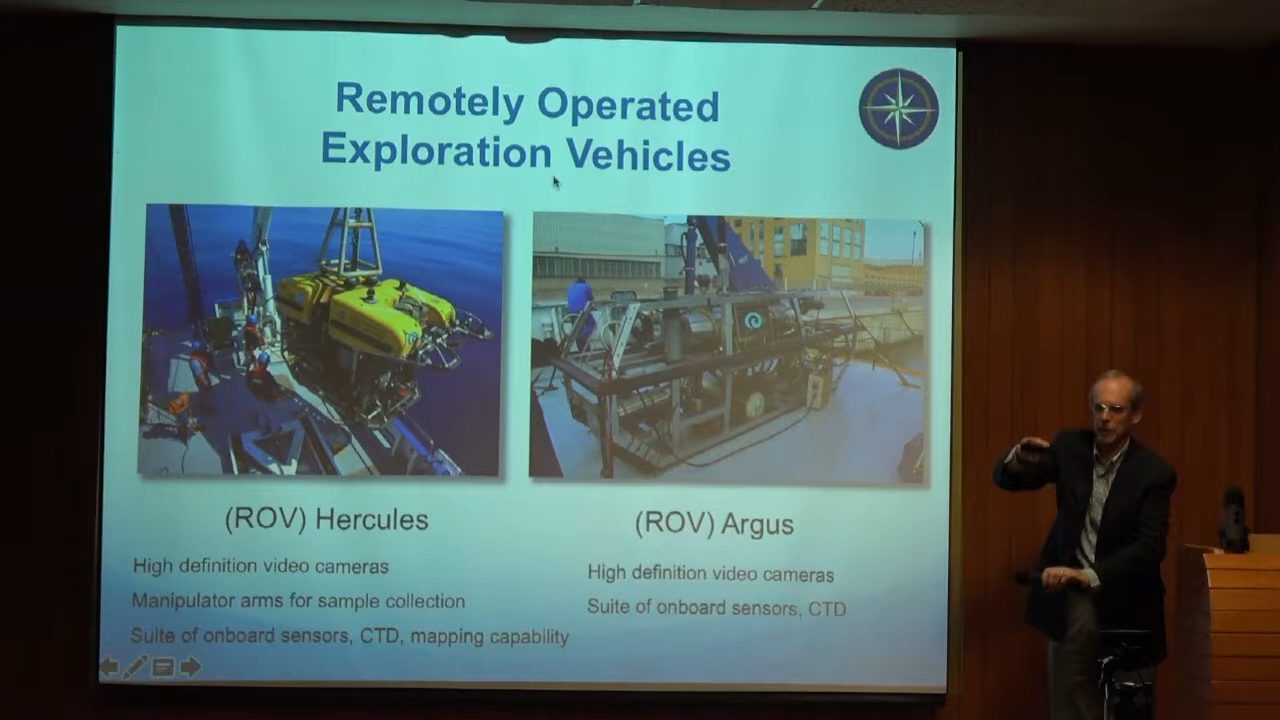 Remotely Operated
Exploration Vehicles
(ROV) Hercules
High definition video cameras
Manipulator arms for sample collection
Suite of onboard sensors, CTD, mapping capability
(ROV) Argus
High definition video cameras
Suite of onboard sensors, CTD